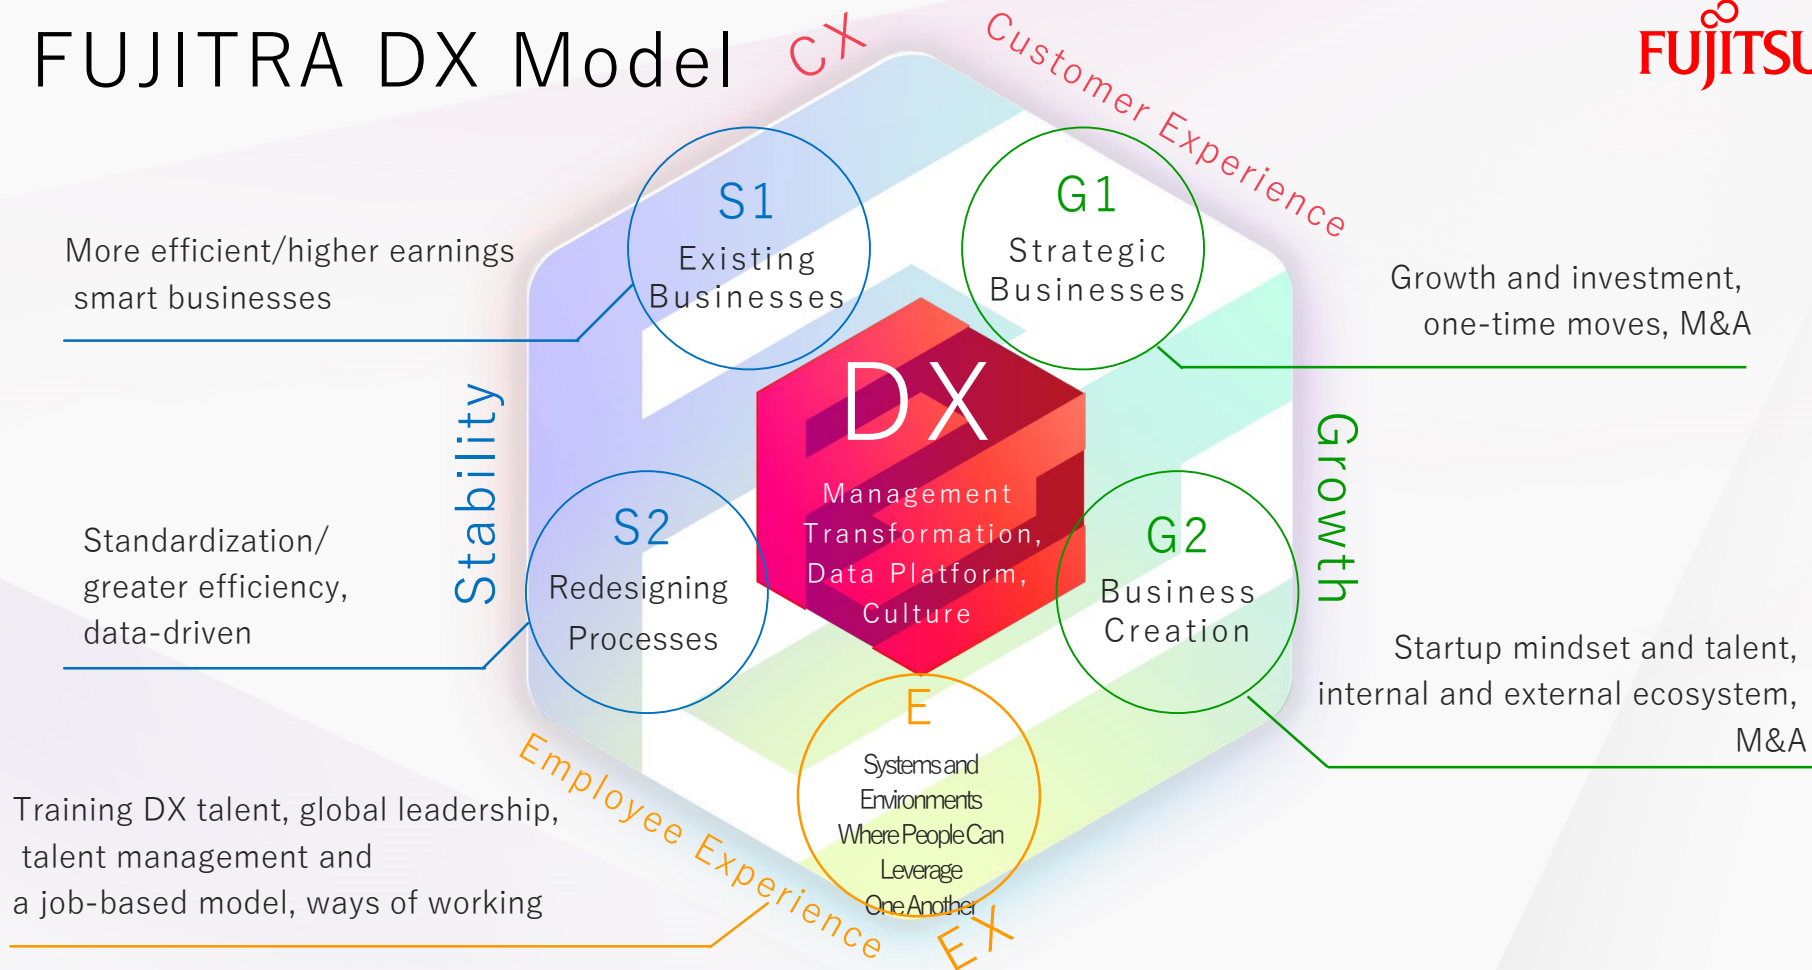 FUJITRA DX Model
CX
Customer Experience
FUJITSU
S1
Existing
Businesses
G1
Strategic
Businesses
More efficient/higher earnings
smart businesses
Growth and investment,
one-time moves, M&A
Stability
DX
Management
Transformation,
Data Platform,
Culture
Growth
S2
Redesigning
Processes
G2
Business
Creation
Standardization/
greater efficiency,
data-driven
Startup mindset and talent,
internal and external ecosystem,
M&A
E
Systems and
Environments
Where People Can
Leverage
One Another
Employee Experience
EX
Training DX talent, global leadership,
talent management and
a job-based model, ways of working